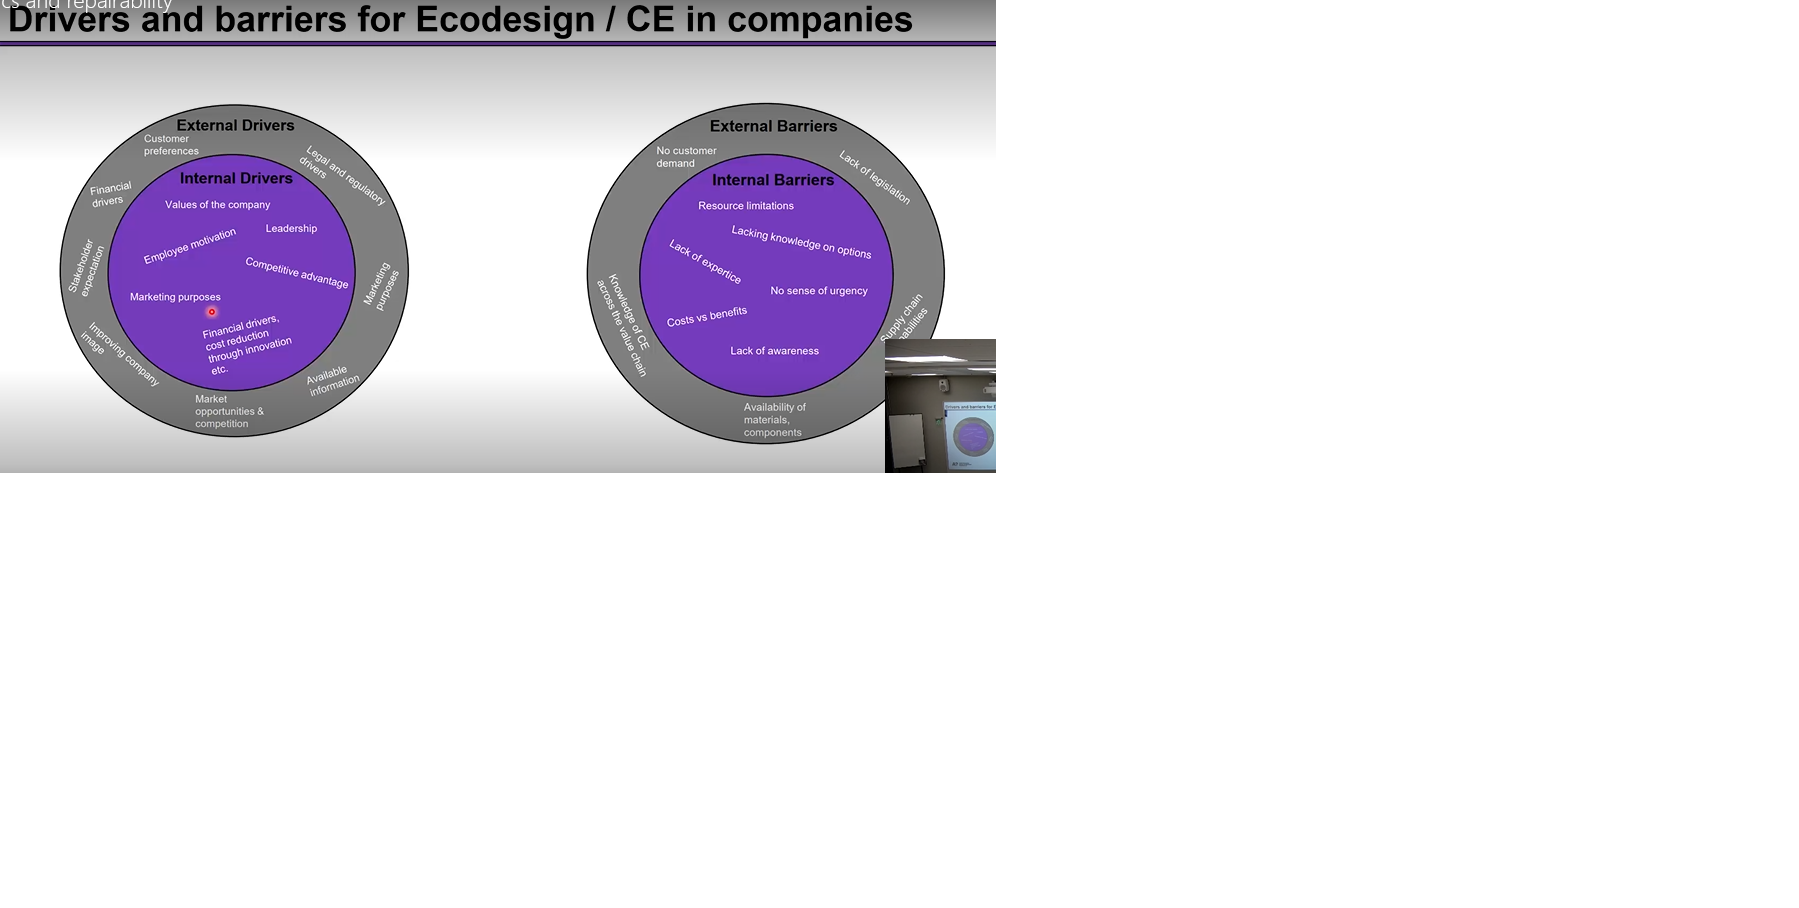 cs and repairability
Drivers and barriers for Ecodesign / CE in companies
External Drivers
Customer
preferences
Legal and regulatory
drivers
Financial
drivers
Stakeholder
expectation
Marketing
purposes
Improving company
image
Available
information
Market
opportunities &
competition
Internal Drivers
Values of the company
Leadership
Employee motivation
Competitive advantage
Marketing purposes
Financial drivers,
cost reduction
through innovation
etc.
External Barriers
No customer
demand
Lack of legislation
Knowledge of CE
across the value chain
Supply chain
Availability of
materials,
components
Internal Barriers
Resource limitations
Lacking knowledge on options
Lack of expertice
No sense of urgency
Costs vs benefits
Lack of awareness
Drivers and barriers for E